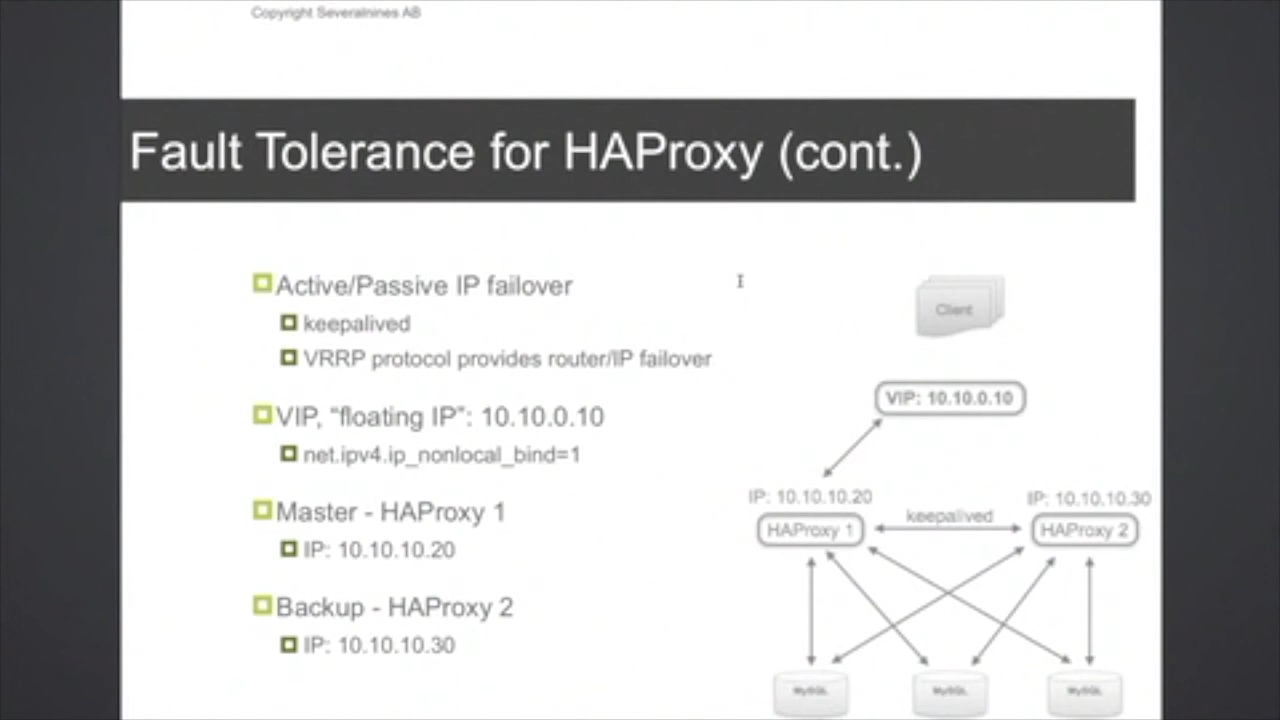 Copyright Severalnines AB
Fault Tolerance for HAProxy (cont.)
Active/Passive IP failover
keepalived
VRRP protocol provides router/IP failover
VIP, “floating IP”: 10.10.0.10
net.ipv4.ip_nonlocal_bind=1
Master - HAProxy 1
IP: 10.10.10.20
Backup - HAProxy 2
IP: 10.10.10.30
Client
VIP: 10.10.0.10
IP: 10.10.10.20
IP: 10.10.10.30
HAProxy 1
keepalived
HAProxy 2
MySQL
MySQL
MySQL